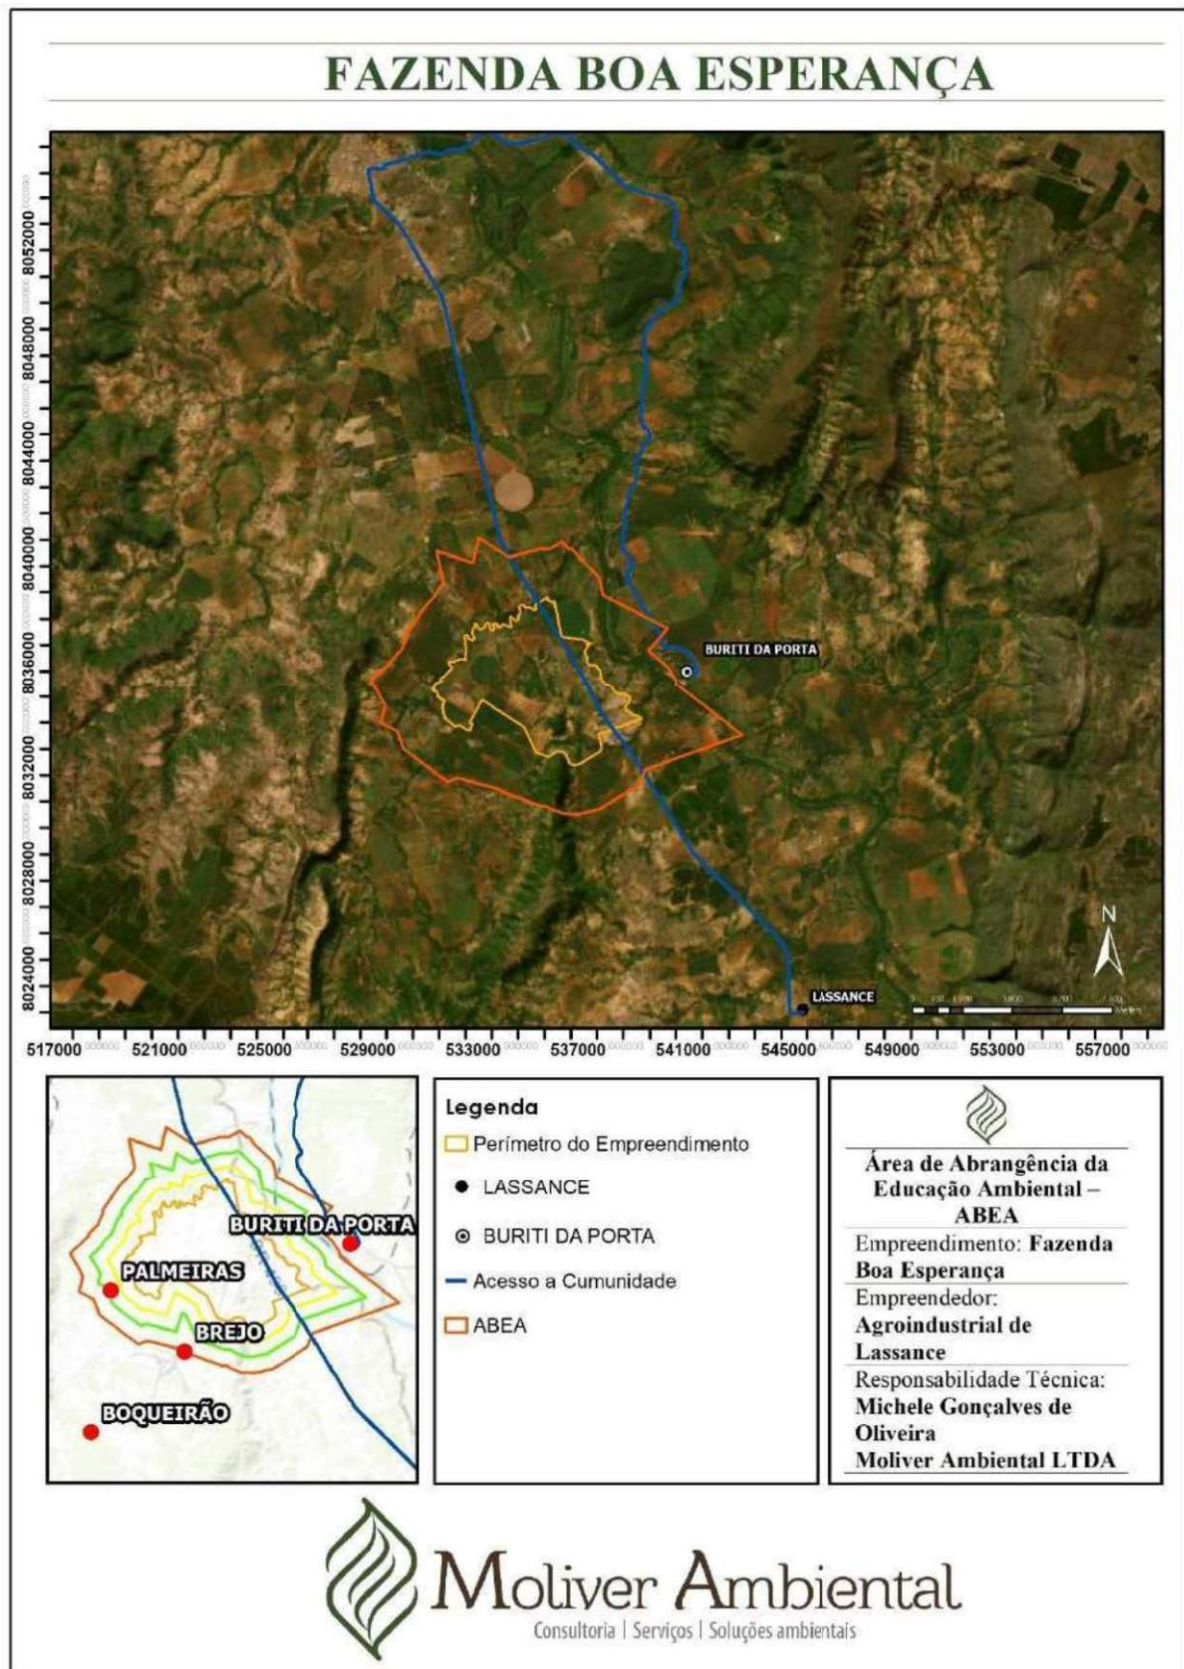 FAZENDA BOA ESPERANÇA
8052000
8048000
8044000
8040000
8036000
8032000
8028000
8024000
BURITI DA PORTA
LASSANCE
N
517000 521000 525000 529000 533000 537000 541000 545000 549000 553000 557000
BURITI DA PORTA
PALMEIRAS
BREJO
BOQUEIRÃO
Legenda
Perímetro do Empreendimento
LASSANCE
BURITI DA PORTA
Acesso a Cumunidade
ABEA
Área de Abrangência da
Educação Ambiental –
ABEA
Empreendimento: Fazenda
Boa Esperança
Empreendedor:
Agroindustrial de
Lassance
Responsabilidade Técnica:
Michele Gonçalves de
Oliveira
Moliver Ambiental LTDA
Moliver Ambiental
Consultoria | Serviços | Soluções ambientais